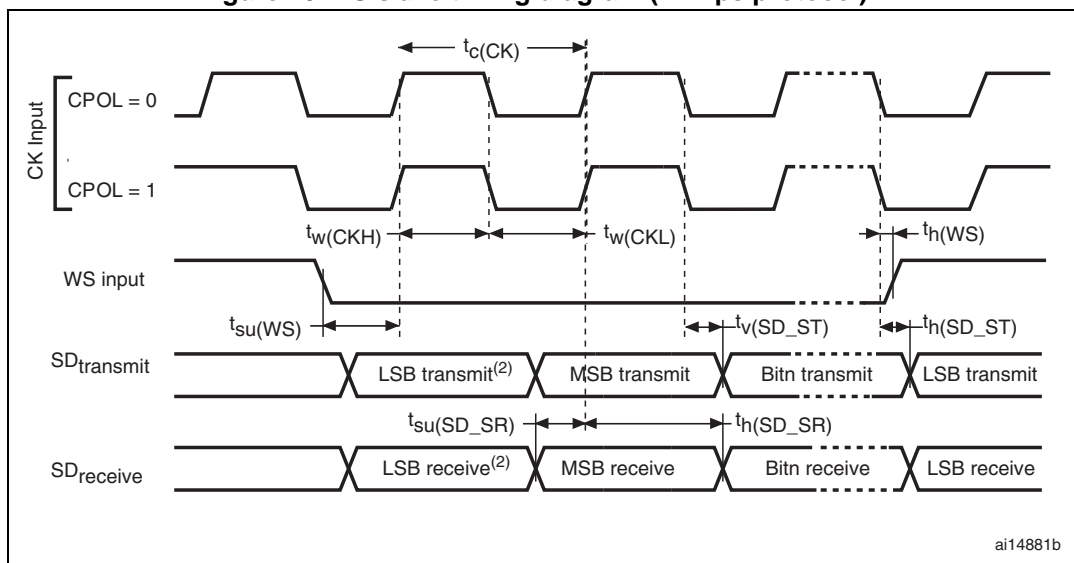 tc(CK)
CK Input
CPOL = 0
CPOL = 1
tw(CKH)
tw(CKL)
th(WS)
WS input
tsu(WS)
tv(SD_ST)
th(SD_ST)
SDtransmit
LSB transmit(2)
MSB transmit
Bitn transmit
LSB transmit
tsu(SD_SR)
th(SD_SR)
SDreceive
LSB receive(2)
MSB receive
Bitn receive
LSB receive
ai14881b